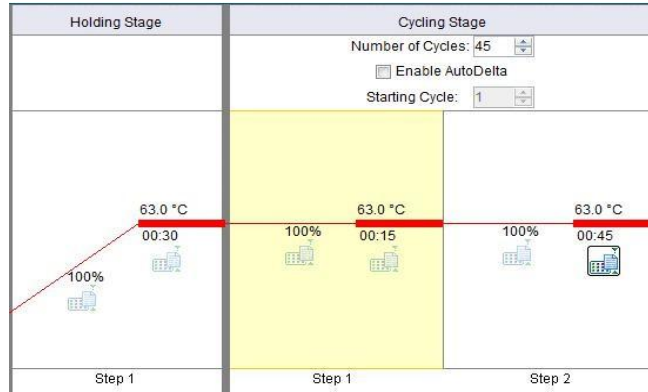 Holding Stage
Cycling Stage
Number of Cycles: 45
Enable AutoDelta
Starting Cycle: 1
63.0 °C
00:30
100%
63.0 °C
100%
00:15
63.0 °C
100%
00:45
Step 1
Step 1
Step 2